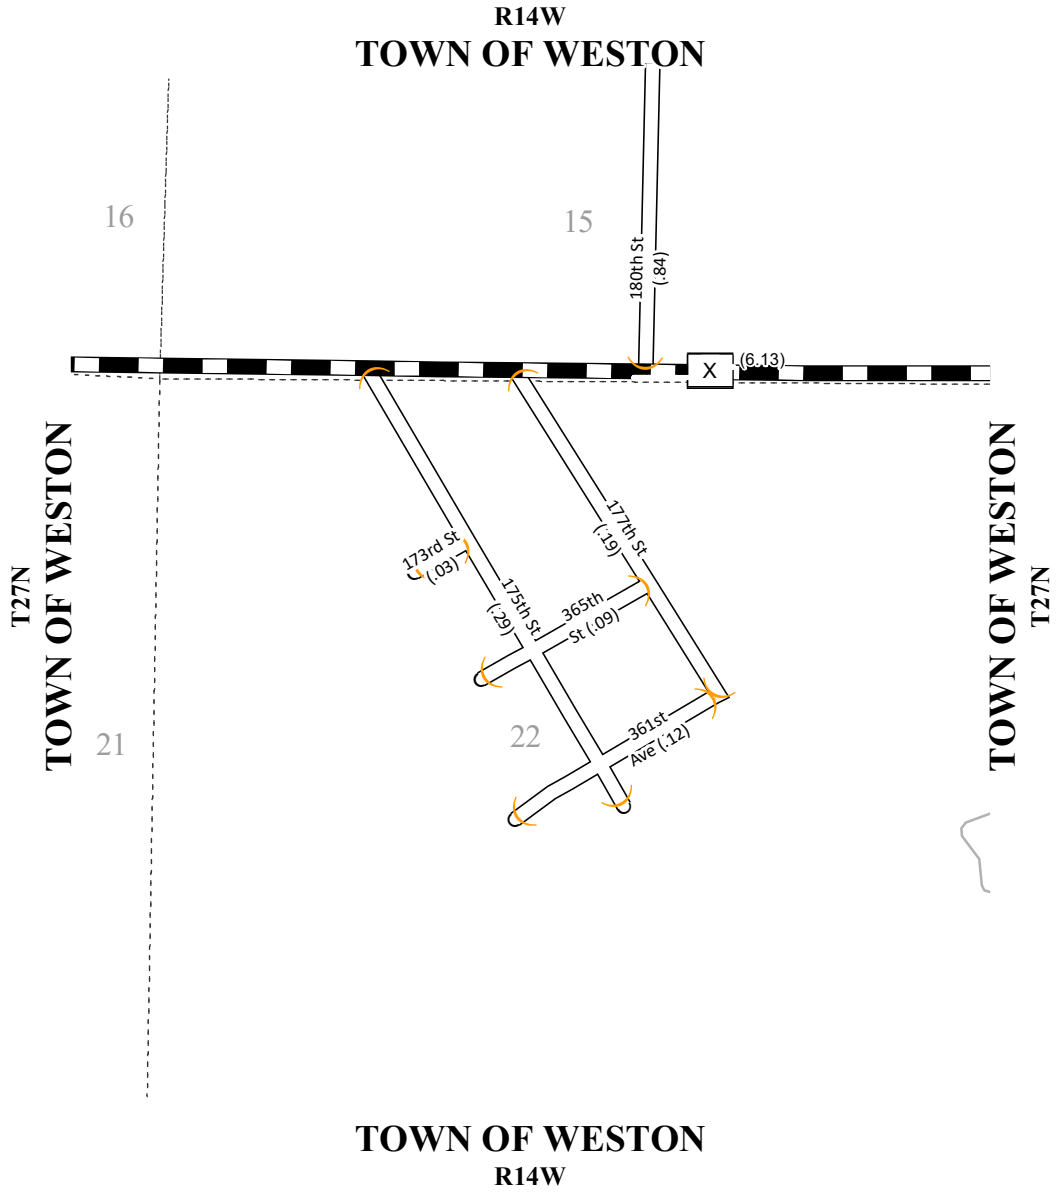 R14W
TOWN OF WESTON
16
15
180th St
(.84)
X
(6.13)
TOWN OF WESTON
T27N
TOWN OF WESTON
T27N
177th St
(.19)
173rd St
(.03)
175th St
(.29)
365th
St (.09)
22
21
361st
Ave (.12)
TOWN OF WESTON
R14W